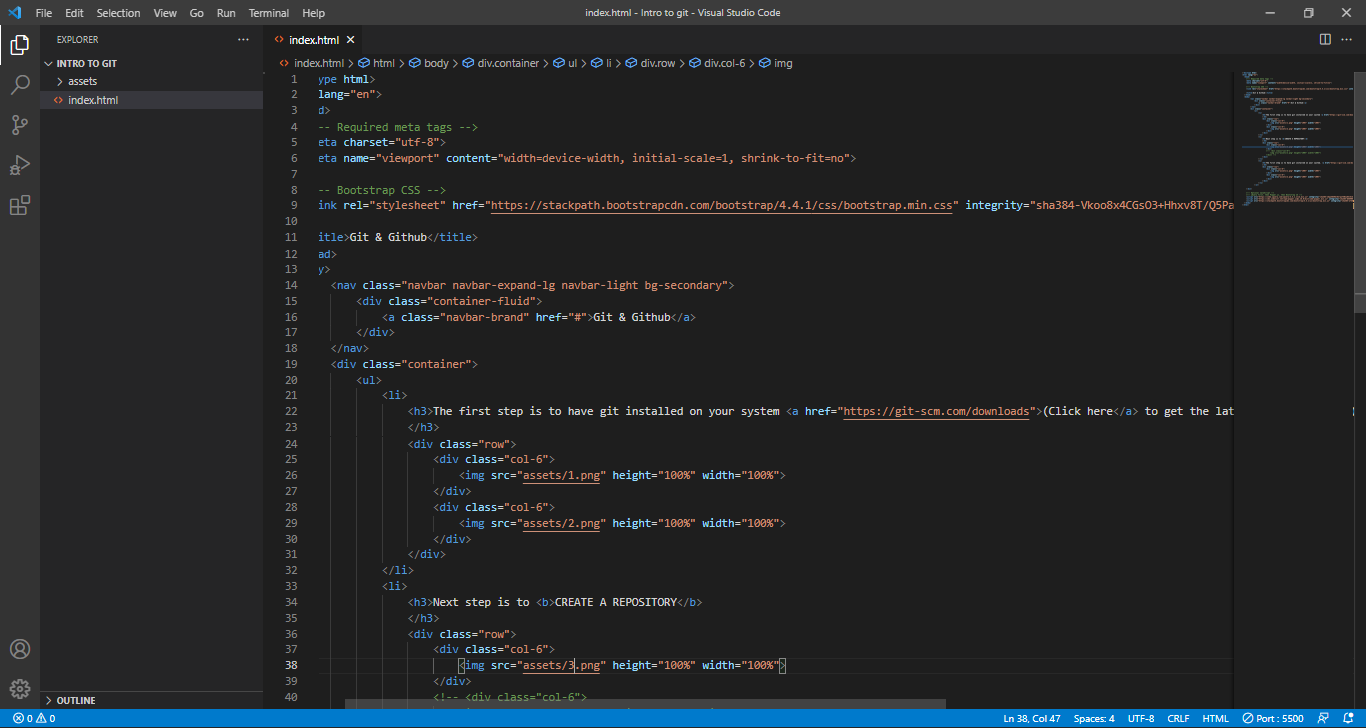 File Edit Selection View Go Run Terminal Help
index.html - Intro to git - Visual Studio Code
EXPLORER
INTRO TO GIT
assets
index.html
OUTLINE
index.html
index.html > html > body > div.container > ul > li > div.row > div.col-6 > img
1 ype html>
2 lang="en">
3 d>
4 -- Required meta tags -->
5 eta charset="utf-8">
6 eta name="viewport" content="width=device-width, initial-scale=1, shrink-to-fit=no">
7
8 -- Bootstrap CSS -->
9 ink rel="stylesheet" href="https://stackpath.bootstrapcdn.com/bootstrap/4.4.1/css/bootstrap.min.css" integrity="sha384-Vkoo8x4CGsO3+Hhxv8T/Q5Pa
10
11 itle>Git & Github</title>
12 ad>
13 y>
14 <nav class="navbar navbar-expand-lg navbar-light bg-secondary">
15 <div class="container-fluid">
16 <a class="navbar-brand" href="#">Git & Github</a>
17 </div>
18 </nav>
19 <div class="container">
20 <ul>
21 <li>
22 <h3>The first step is to have git installed on your system <a href="https://git-scm.com/downloads">(Click here</a> to get the lat
23 </h3>
24 <div class="row">
25 <div class="col-6">
26 <img src="assets/1.png" height="100%" width="100%">
27 </div>
28 <div class="col-6">
29 <img src="assets/2.png" height="100%" width="100%">
30 </div>
31 </div>
32 </li>
33 <li>
34 <h3>Next step is to <b>CREATE A REPOSITORY</b>
35 </h3>
36 <div class="row">
37 <div class="col-6">
38 <img src="assets/3.png" height="100%" width="100%">
39 </div>
40 <!-- <div class="col-6">
0 0
Ln 38, Col 47 Spaces: 4 UTF-8 CRLF HTML Port : 5500